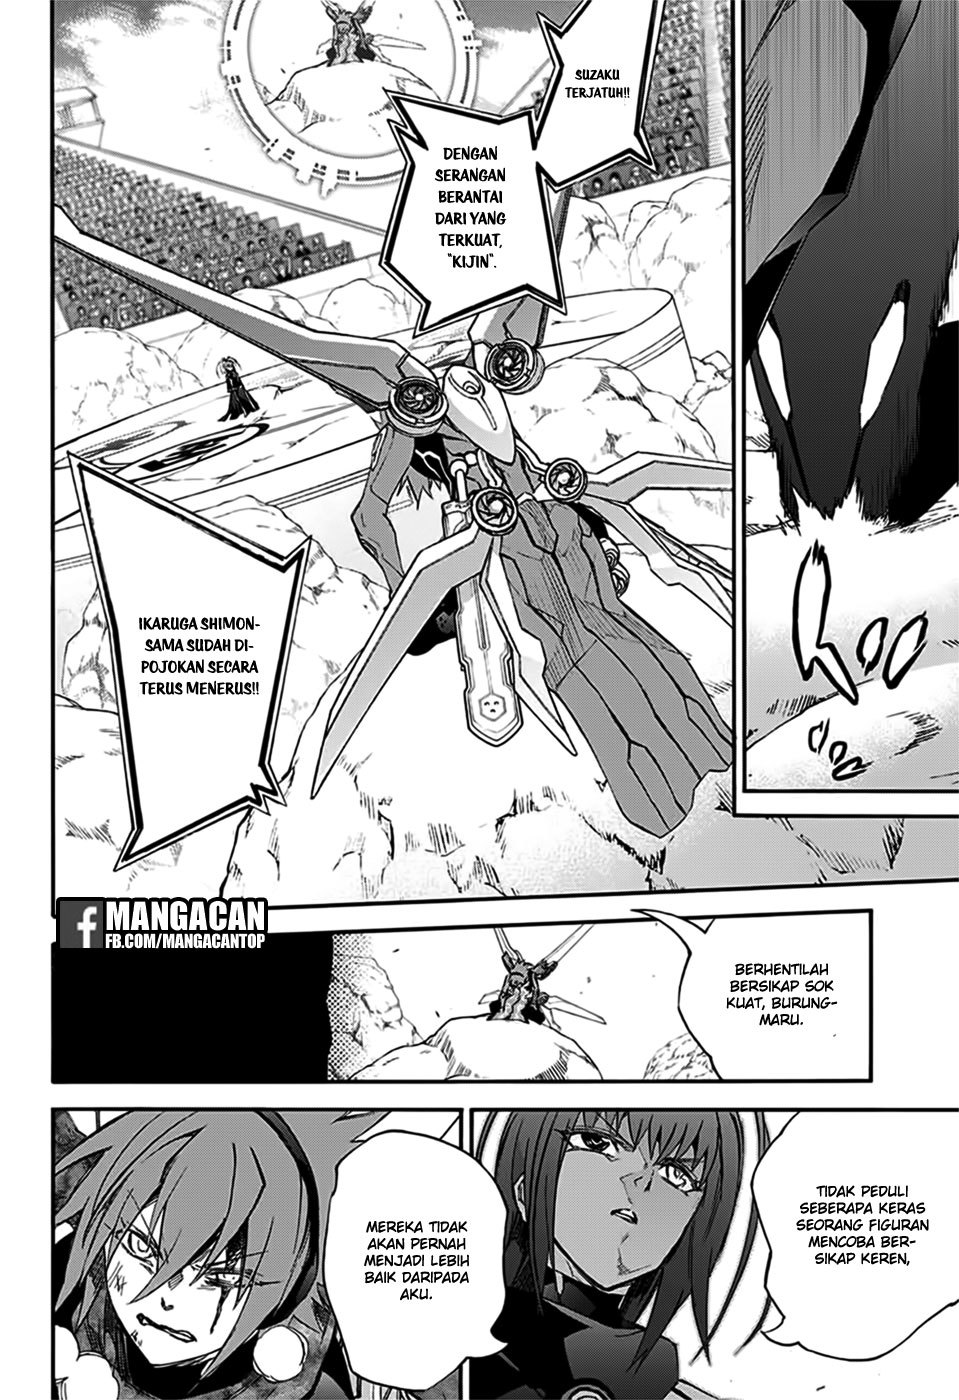 SUZAKU
TERJATUH!!
DENGAN
SERANGAN
BERANTAI
DARI YANG
TERKUAT,
"KIJIN".
IKARUGA SHIMON-
SAMA SUDAH DI-
POJOKAN SECARA
TERUS MENERUS!!
MANGACAN
FB.COM/MANGACANTOP
BERHENTILAH
BERSIKAP SOK
KUAT, BURUNG-
MARU.
TIDAK PEDULI
SEBERAPA KERAS
SEORANG FIGURAN
MENCOBA BER-
SIKAP KEREN,
MEREKA TIDAK
AKAN PERNAH
MENJADI LEBIH
BAIK DARIPADA
AKU.